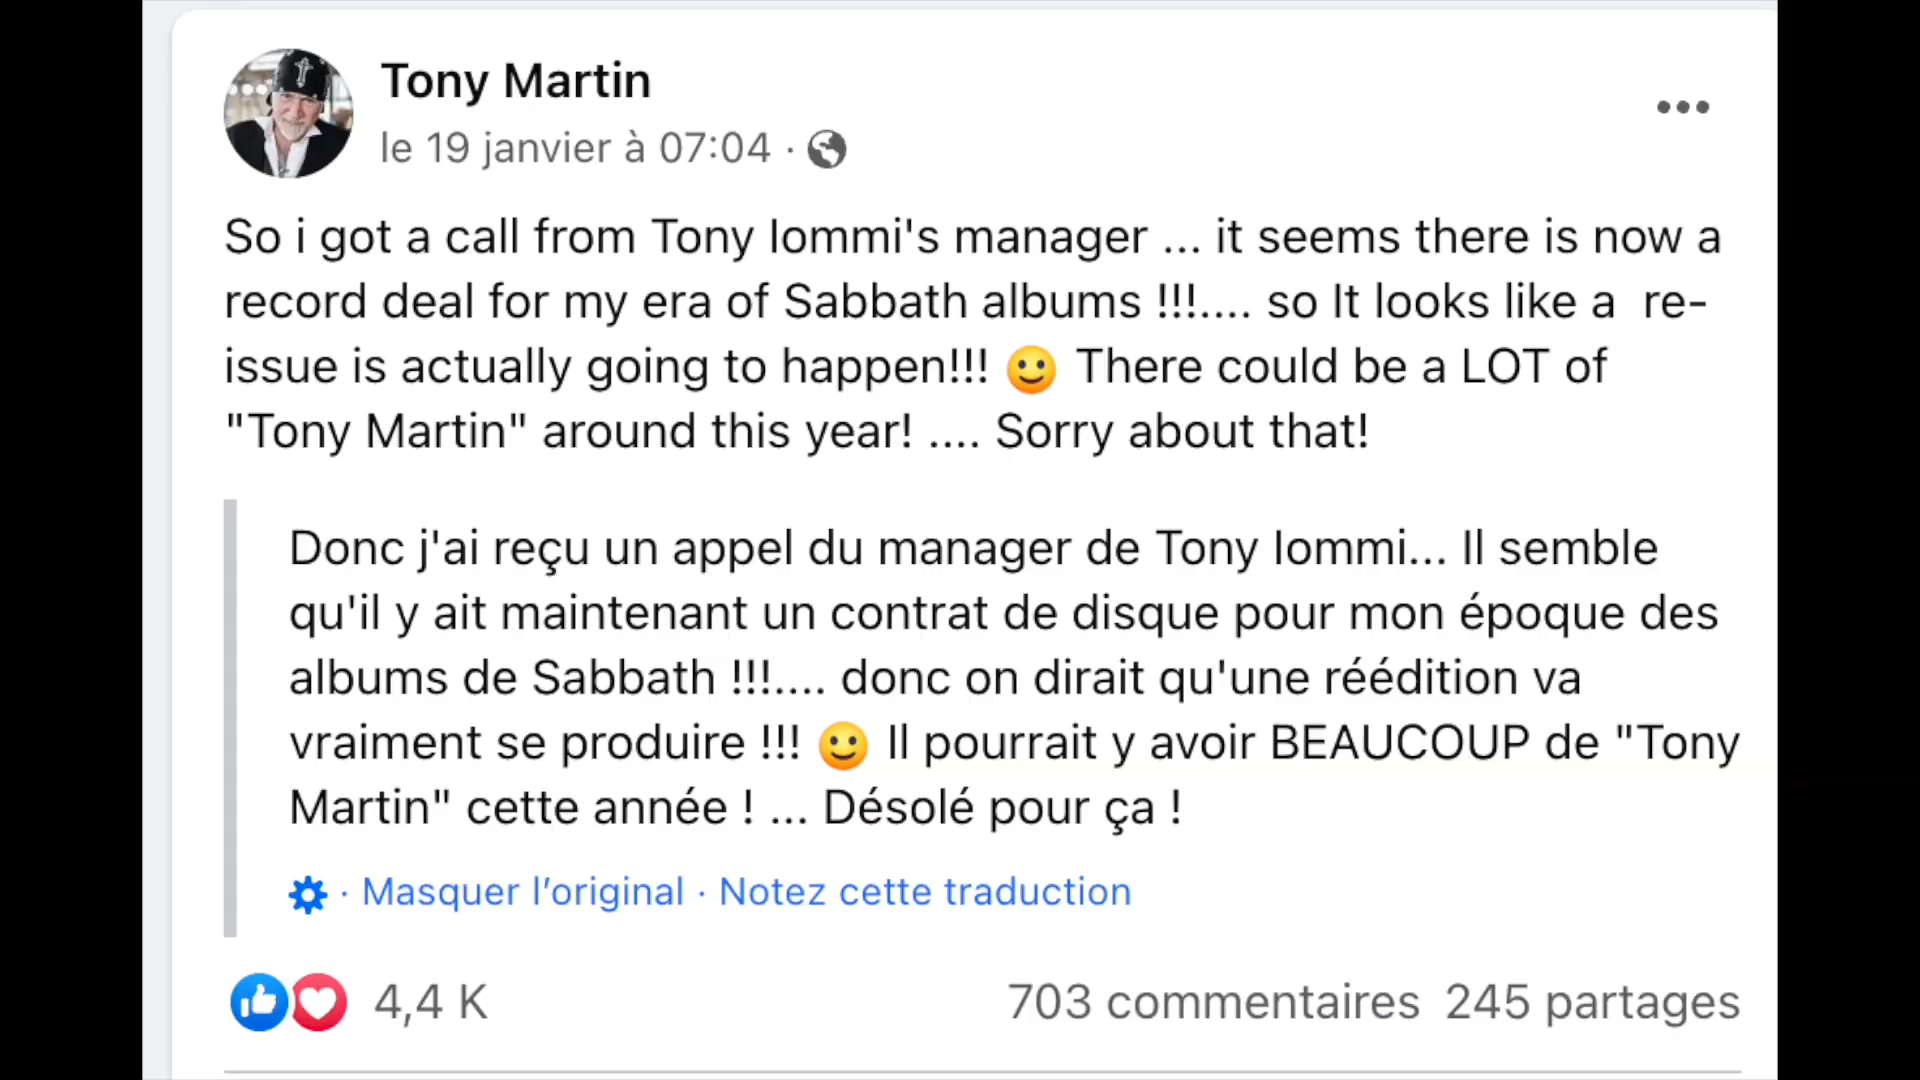 Tony Martin
le 19 janvier à 07:04 ·
So i got a call from Tony Iommi's manager ... it seems there is now a
record deal for my era of Sabbath albums !!!.... so It looks like a  re-
issue is actually going to happen!!! 🙂 There could be a LOT of
"Tony Martin" around this year! .... Sorry about that!
Donc j'ai reçu un appel du manager de Tony Iommi... Il semble
qu'il y ait maintenant un contrat de disque pour mon époque des
albums de Sabbath !!!.... donc on dirait qu'une réédition va
vraiment se produire !!! 🙂 Il pourrait y avoir BEAUCOUP de "Tony
Martin" cette année ! ... Désolé pour ça !
· Masquer l’original · Notez cette traduction
4,4 K
703 commentaires 245 partages